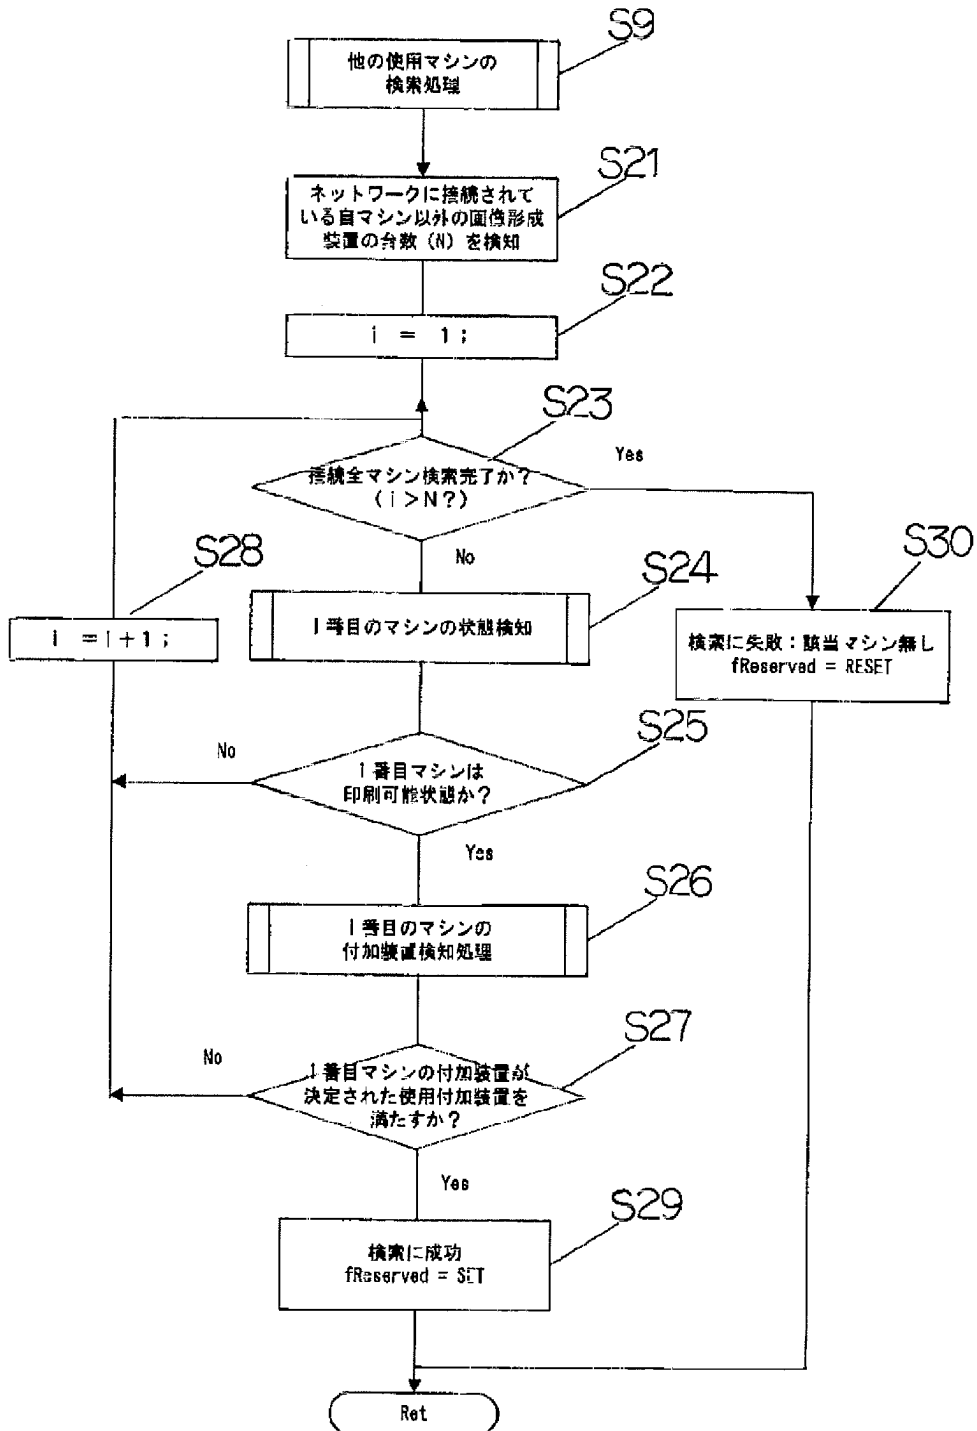 S9
他の使用マシンの
検索処理
S21
ネットワークに接続されて
いる自マシン以外の画像形成
装置の台数(N)を検知
S22
i = 1;
S23
接続全マシン検索完了か?
(i>N?)
Yes
No
S28
i =i+1;
S24
i番目のマシンの状態検知
S30
検索に失敗:該当マシン無し
fReserved = RESET
S25
i番目マシンは
印刷可能状態か?
No
Yes
S26
i番目のマシンの
付加装置検知処理
S27
i番目マシンの付加装置が
決定された使用付加装置を
満たすか?
No
Yes
S29
検索に成功
fReserved = SET
Ret